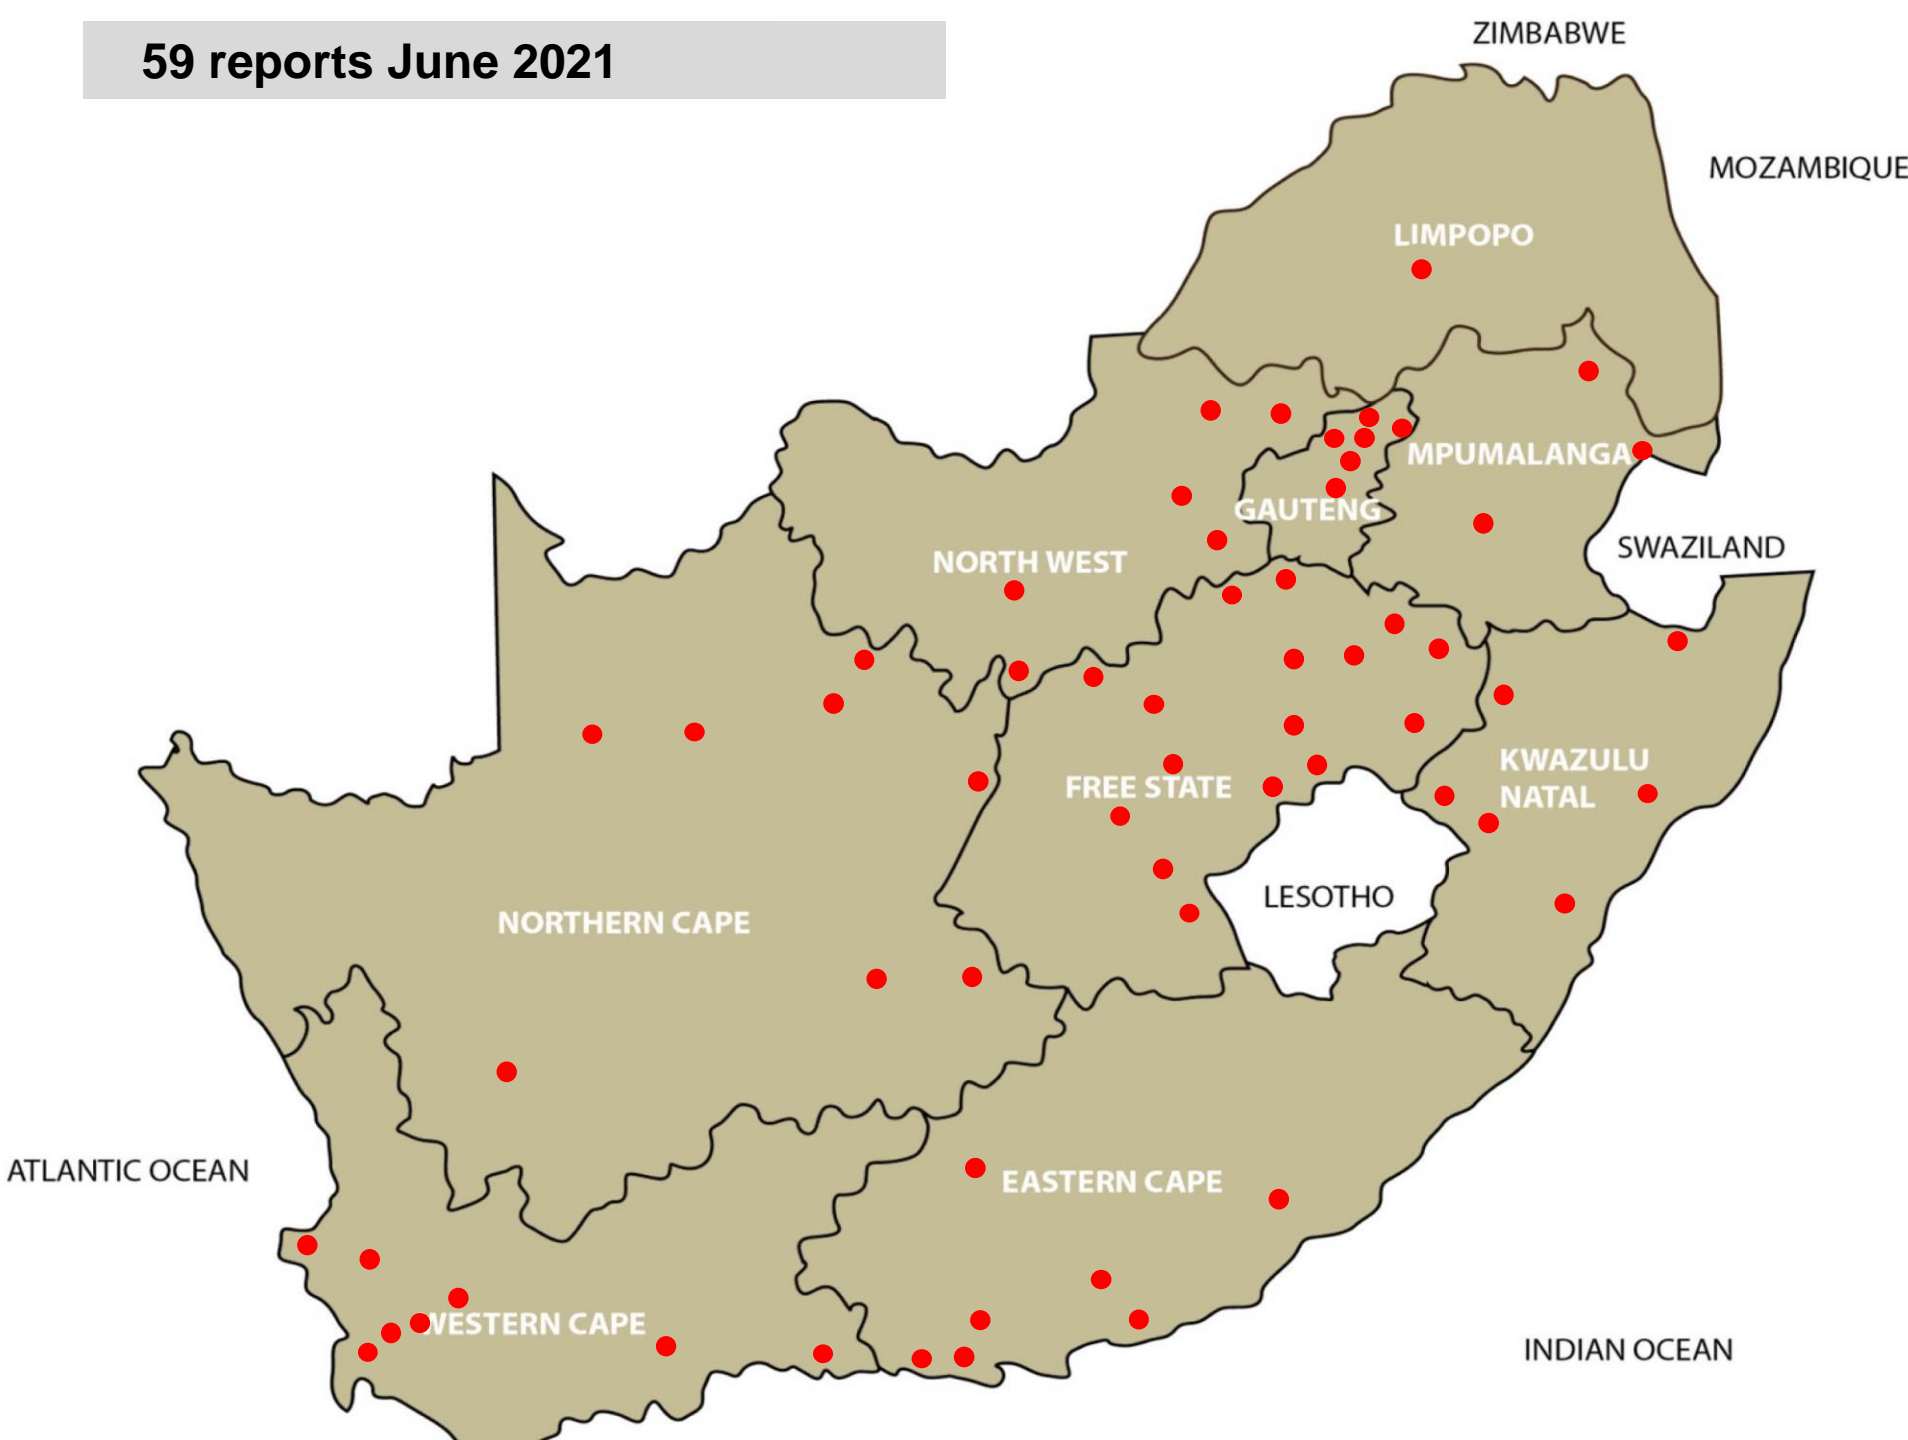 59 reports June 2021
ZIMBABWE
MOZAMBIQUE
LIMPOPO
MPUMALANGA
GAUTENG
SWAZILAND
NORTH WEST
KWAZULU
NATAL
FREE STATE
LESOTHO
NORTHERN CAPE
ATLANTIC OCEAN
EASTERN CAPE
WESTERN CAPE
INDIAN OCEAN